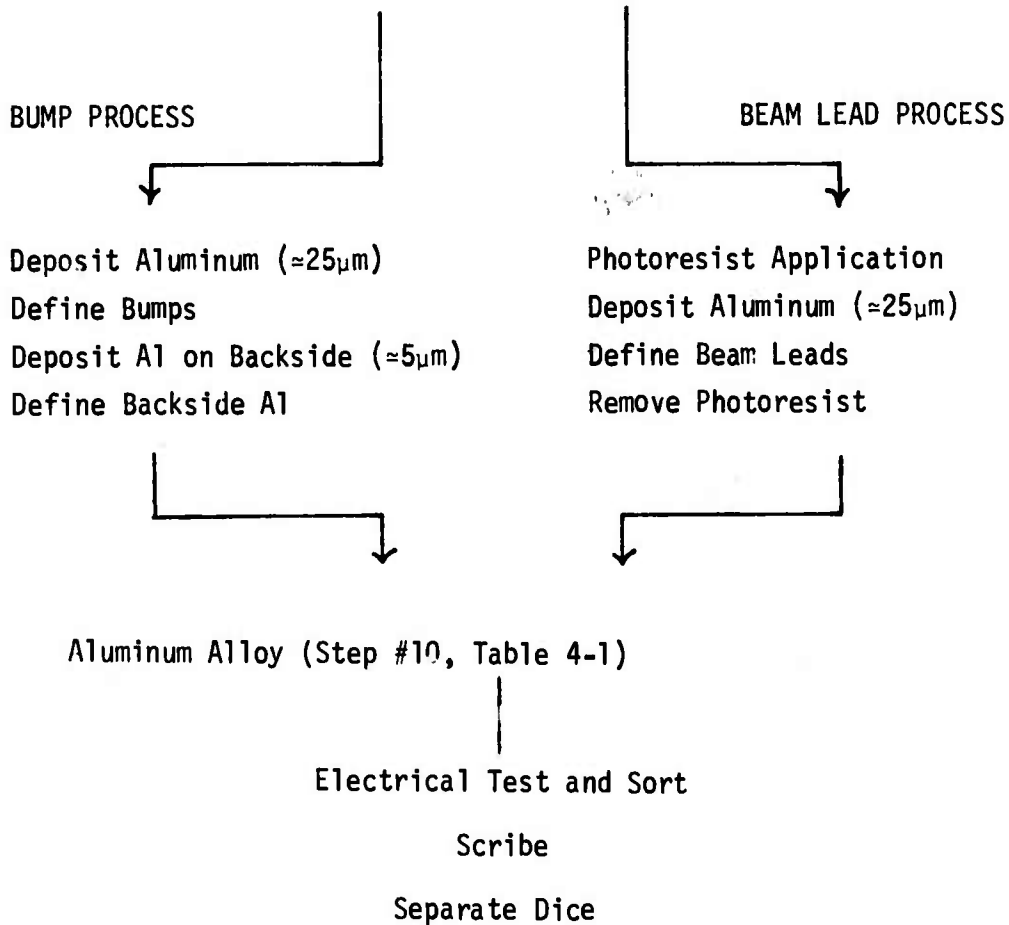 BUMP PROCESS
Deposit Aluminum (≃25μm)
Define Bumps
Deposit Al on Backside (≃5μm)
Define Backside Al
BEAM LEAD PROCESS
Photoresist Application
Deposit Aluminum (≃25μm)
Define Beam Leads
Remove Photoresist
Aluminum Alloy (Step #10, Table 4-1)
Electrical Test and Sort
Scribe
Separate Dice